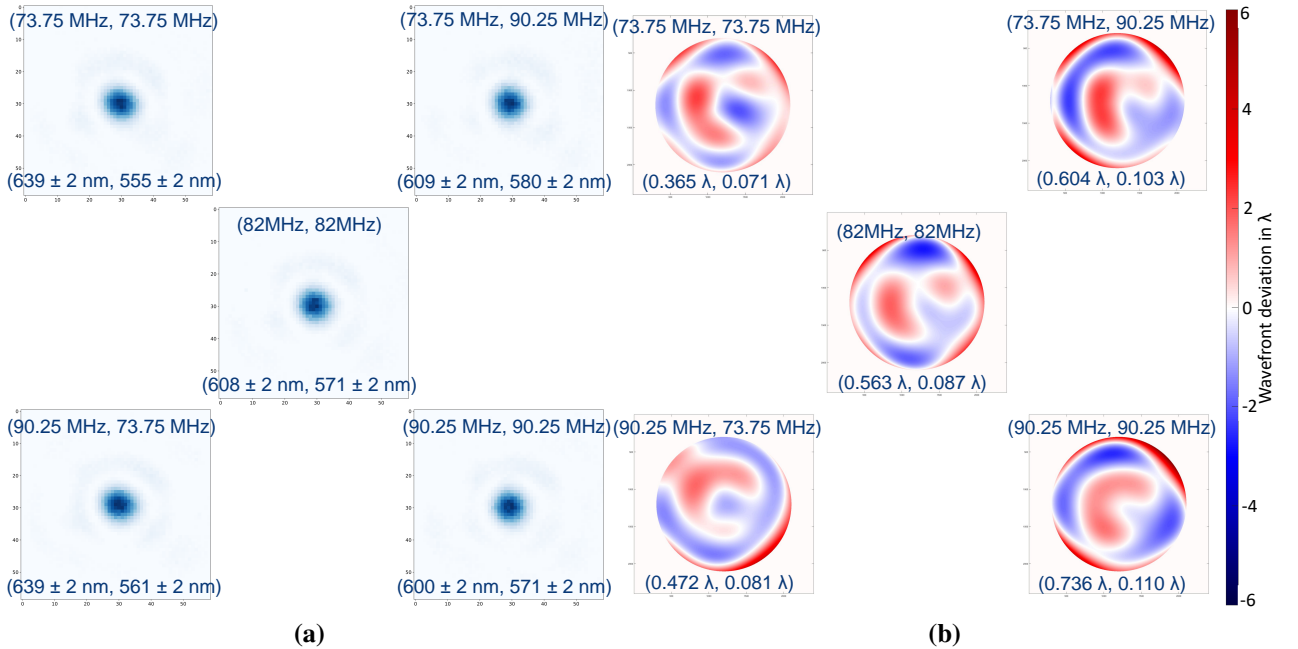 (73.75 MHz, 73.75 MHz)
(639 ± 2 nm, 555 ± 2 nm)
(73.75 MHz, 90.25 MHz)
(609 ± 2 nm, 580 ± 2 nm)
(82MHz, 82MHz)
(608 ± 2 nm, 571 ± 2 nm)
(90.25 MHz, 73.75 MHz)
(639 ± 2 nm, 561 ± 2 nm)
(90.25 MHz, 90.25 MHz)
(600 ± 2 nm, 571 ± 2 nm)
(a)
(73.75 MHz, 73.75 MHz)
(0.365 λ, 0.071 λ)
(73.75 MHz, 90.25 MHz)
(0.604 λ, 0.103 λ)
(82MHz, 82MHz)
(0.563 λ, 0.087 λ)
(90.25 MHz, 73.75 MHz)
(0.472 λ, 0.081 λ)
(90.25 MHz, 90.25 MHz)
(0.736 λ, 0.110 λ)
(b)
6
4
2
0
-2
-4
-6
Wavefront deviation in λ